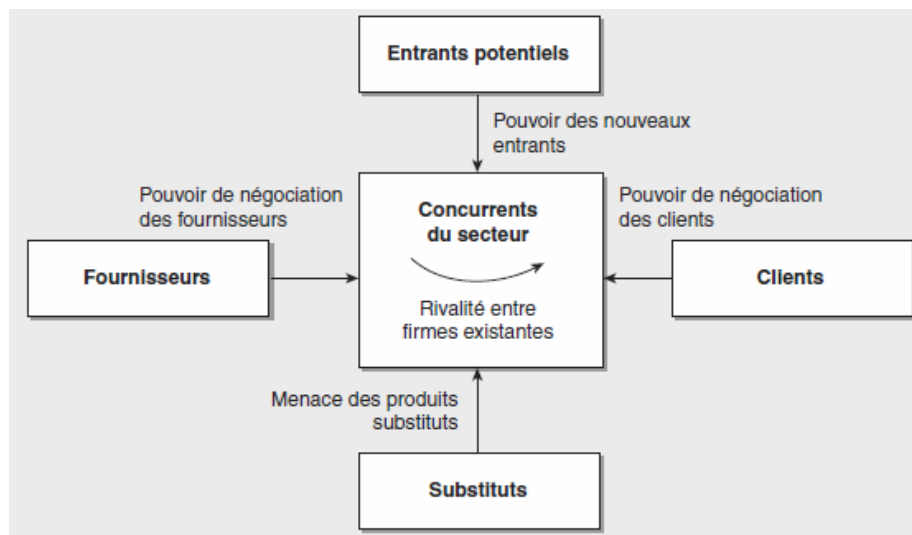 Entrants potentiels
Pouvoir des nouveaux
entrants
Pouvoir de négociation
des fournisseurs
Concurrents
du secteur
Pouvoir de négociation
des clients
Fournisseurs
Rivalité entre
firmes existantes
Clients
Menace des produits
substituts
Substituts